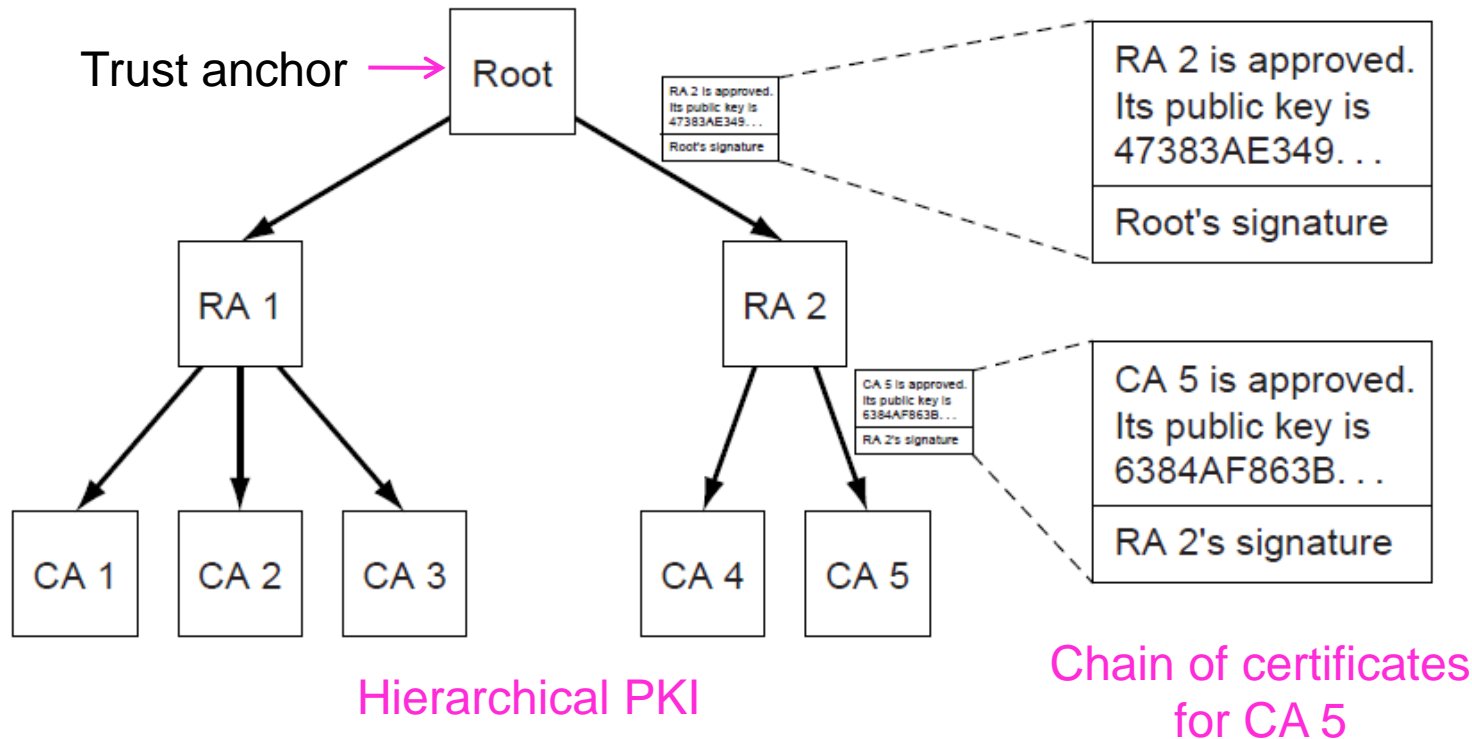 Trust anchor
Root
RA 2 is approved.
Its public key is
47383AE349. . .
Root's signature
RA 2 is approved.
Its public key is
47383AE349. . .
Root's signature
RA 1
RA 2
CA 5 is approved.
Its public key is
6384AF863B. . .
RA 2's signature
CA 5 is approved.
Its public key is
6384AF863B. . .
RA 2's signature
CA 1
CA 2
CA 3
CA 4
CA 5
Hierarchical PKI
Chain of certificates
for CA 5